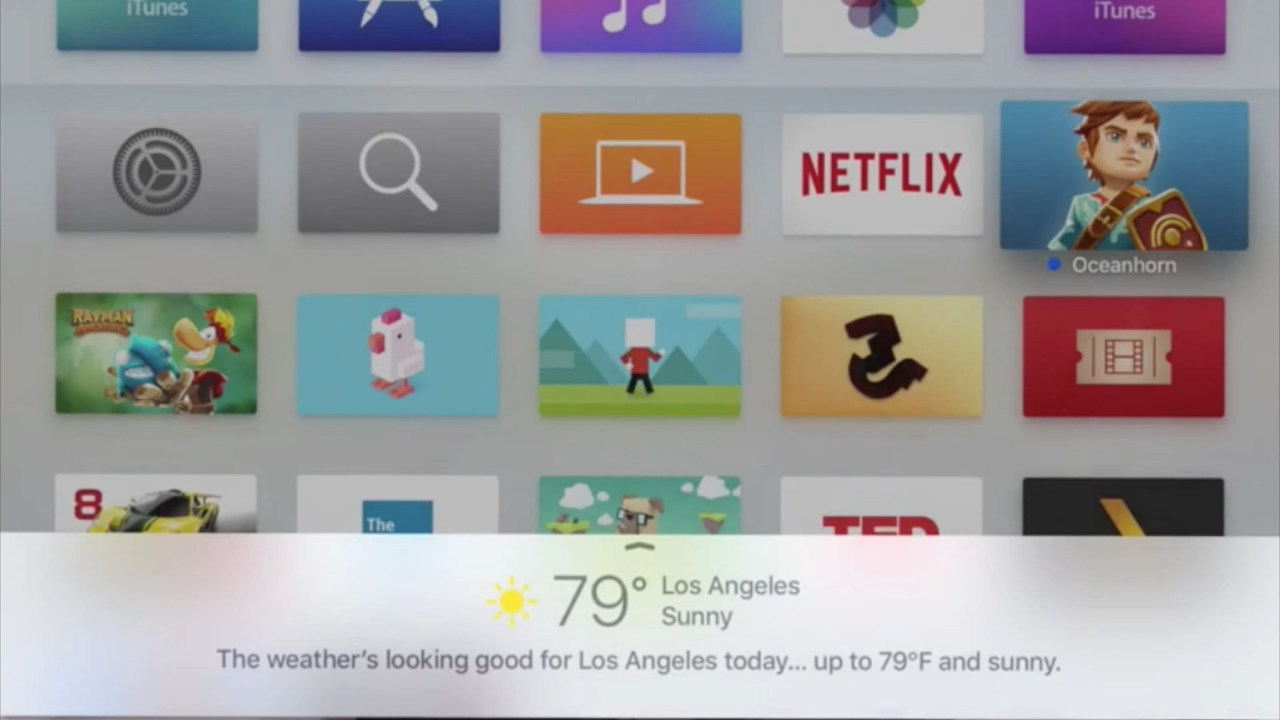 iTunes
iTunes
NETFLIX
Oceanhorn
RAYMAN
8
The
TED
79° Los Angeles
Sunny
The weather's looking good for Los Angeles today... up to 79°F and sunny.